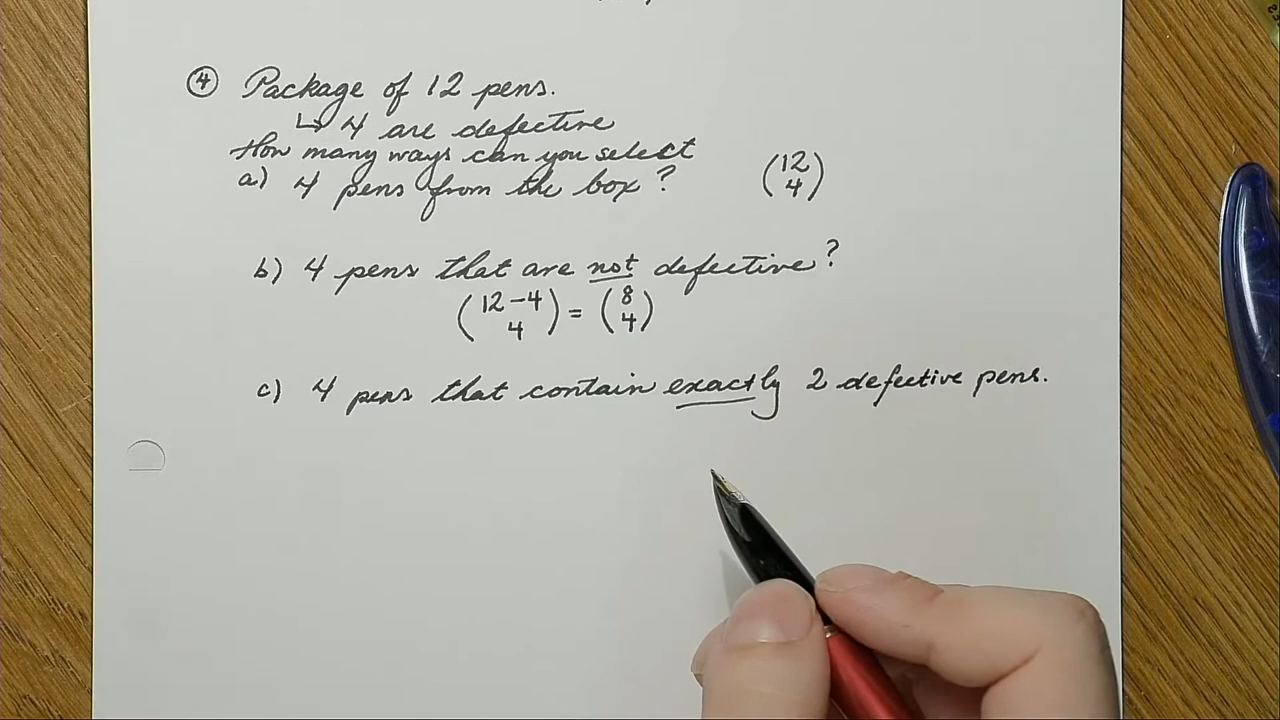 ④ Package of 12 pens.
↳ 4 are defective
How many ways can you select
a) 4 pens from the box? (12 4)
b) 4 pens that are not defective?
(12-4 4) = (8 4)
c) 4 pens that contain exactly 2 defective pens.